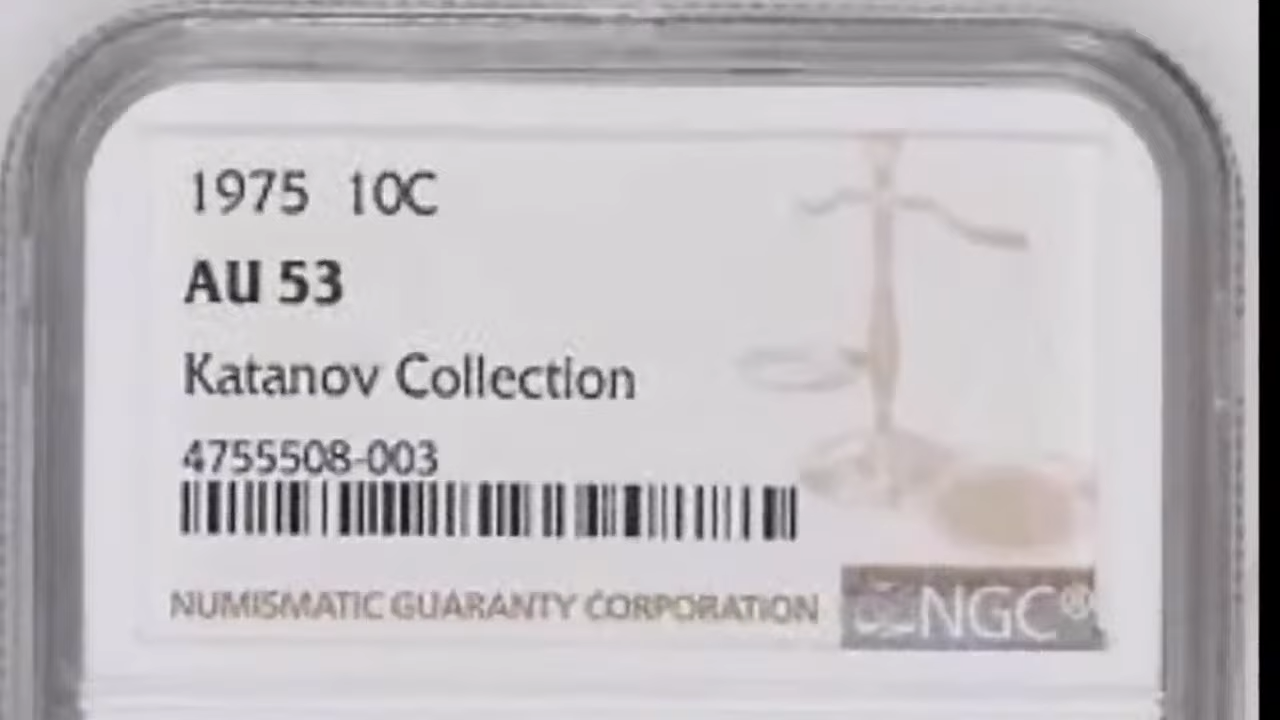 1975 10C
AU 53
Katanov Collection
4755508-003
NUMISMATIC GUARANTY CORPORATION NGC®